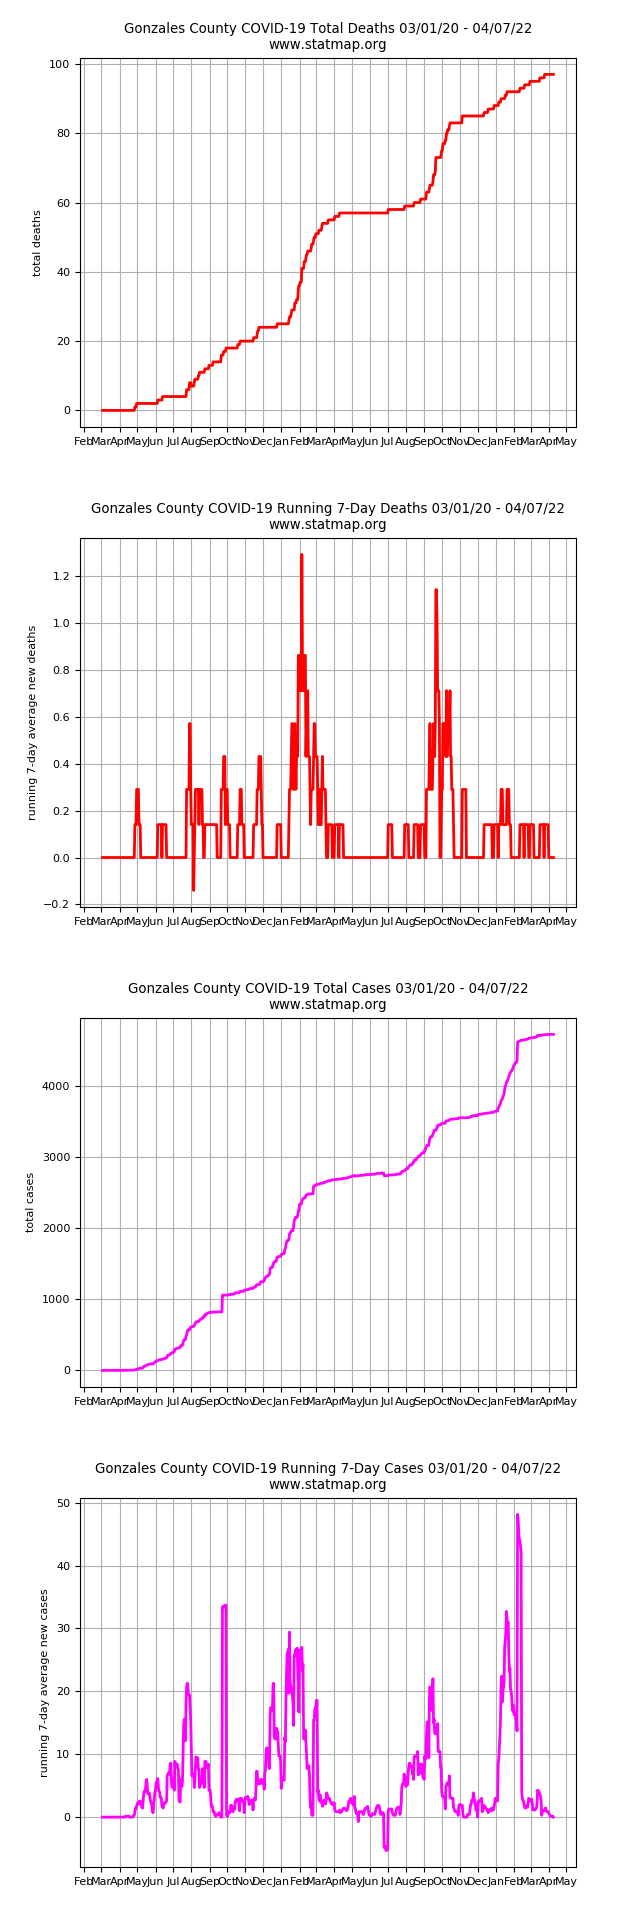 Gonzales County COVID-19 Total Deaths 03/01/20 - 04/07/22
www.statmap.org
100
80
60
40
20
0
total deaths
Feb Mar Apr May Jun Jul Aug Sep Oct Nov Dec Jan Feb Mar Apr May Jun Jul Aug Sep Oct Nov Dec Jan Feb Mar Apr May
Gonzales County COVID-19 Running 7-Day Deaths 03/01/20 - 04/07/22
www.statmap.org
1.2
1.0
0.8
0.6
0.4
0.2
0.0
−0.2
running 7-day average new deaths
Feb Mar Apr May Jun Jul Aug Sep Oct Nov Dec Jan Feb Mar Apr May Jun Jul Aug Sep Oct Nov Dec Jan Feb Mar Apr May
Gonzales County COVID-19 Total Cases 03/01/20 - 04/07/22
www.statmap.org
4000
3000
2000
1000
0
total cases
Feb Mar Apr May Jun Jul Aug Sep Oct Nov Dec Jan Feb Mar Apr May Jun Jul Aug Sep Oct Nov Dec Jan Feb Mar Apr May
Gonzales County COVID-19 Running 7-Day Cases 03/01/20 - 04/07/22
www.statmap.org
50
40
30
20
10
0
running 7-day average new cases
Feb Mar Apr May Jun Jul Aug Sep Oct Nov Dec Jan Feb Mar Apr May Jun Jul Aug Sep Oct Nov Dec Jan Feb Mar Apr May